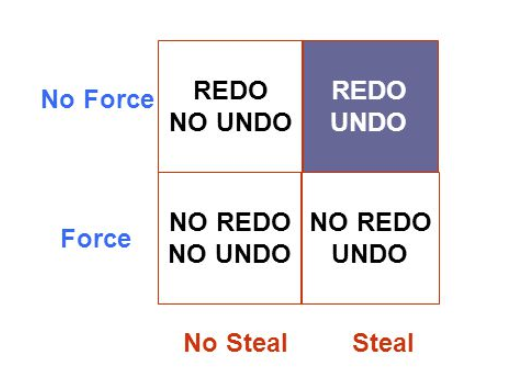 No Force
REDO
NO UNDO
REDO
UNDO
Force
NO REDO
NO UNDO
NO REDO
UNDO
No Steal
Steal